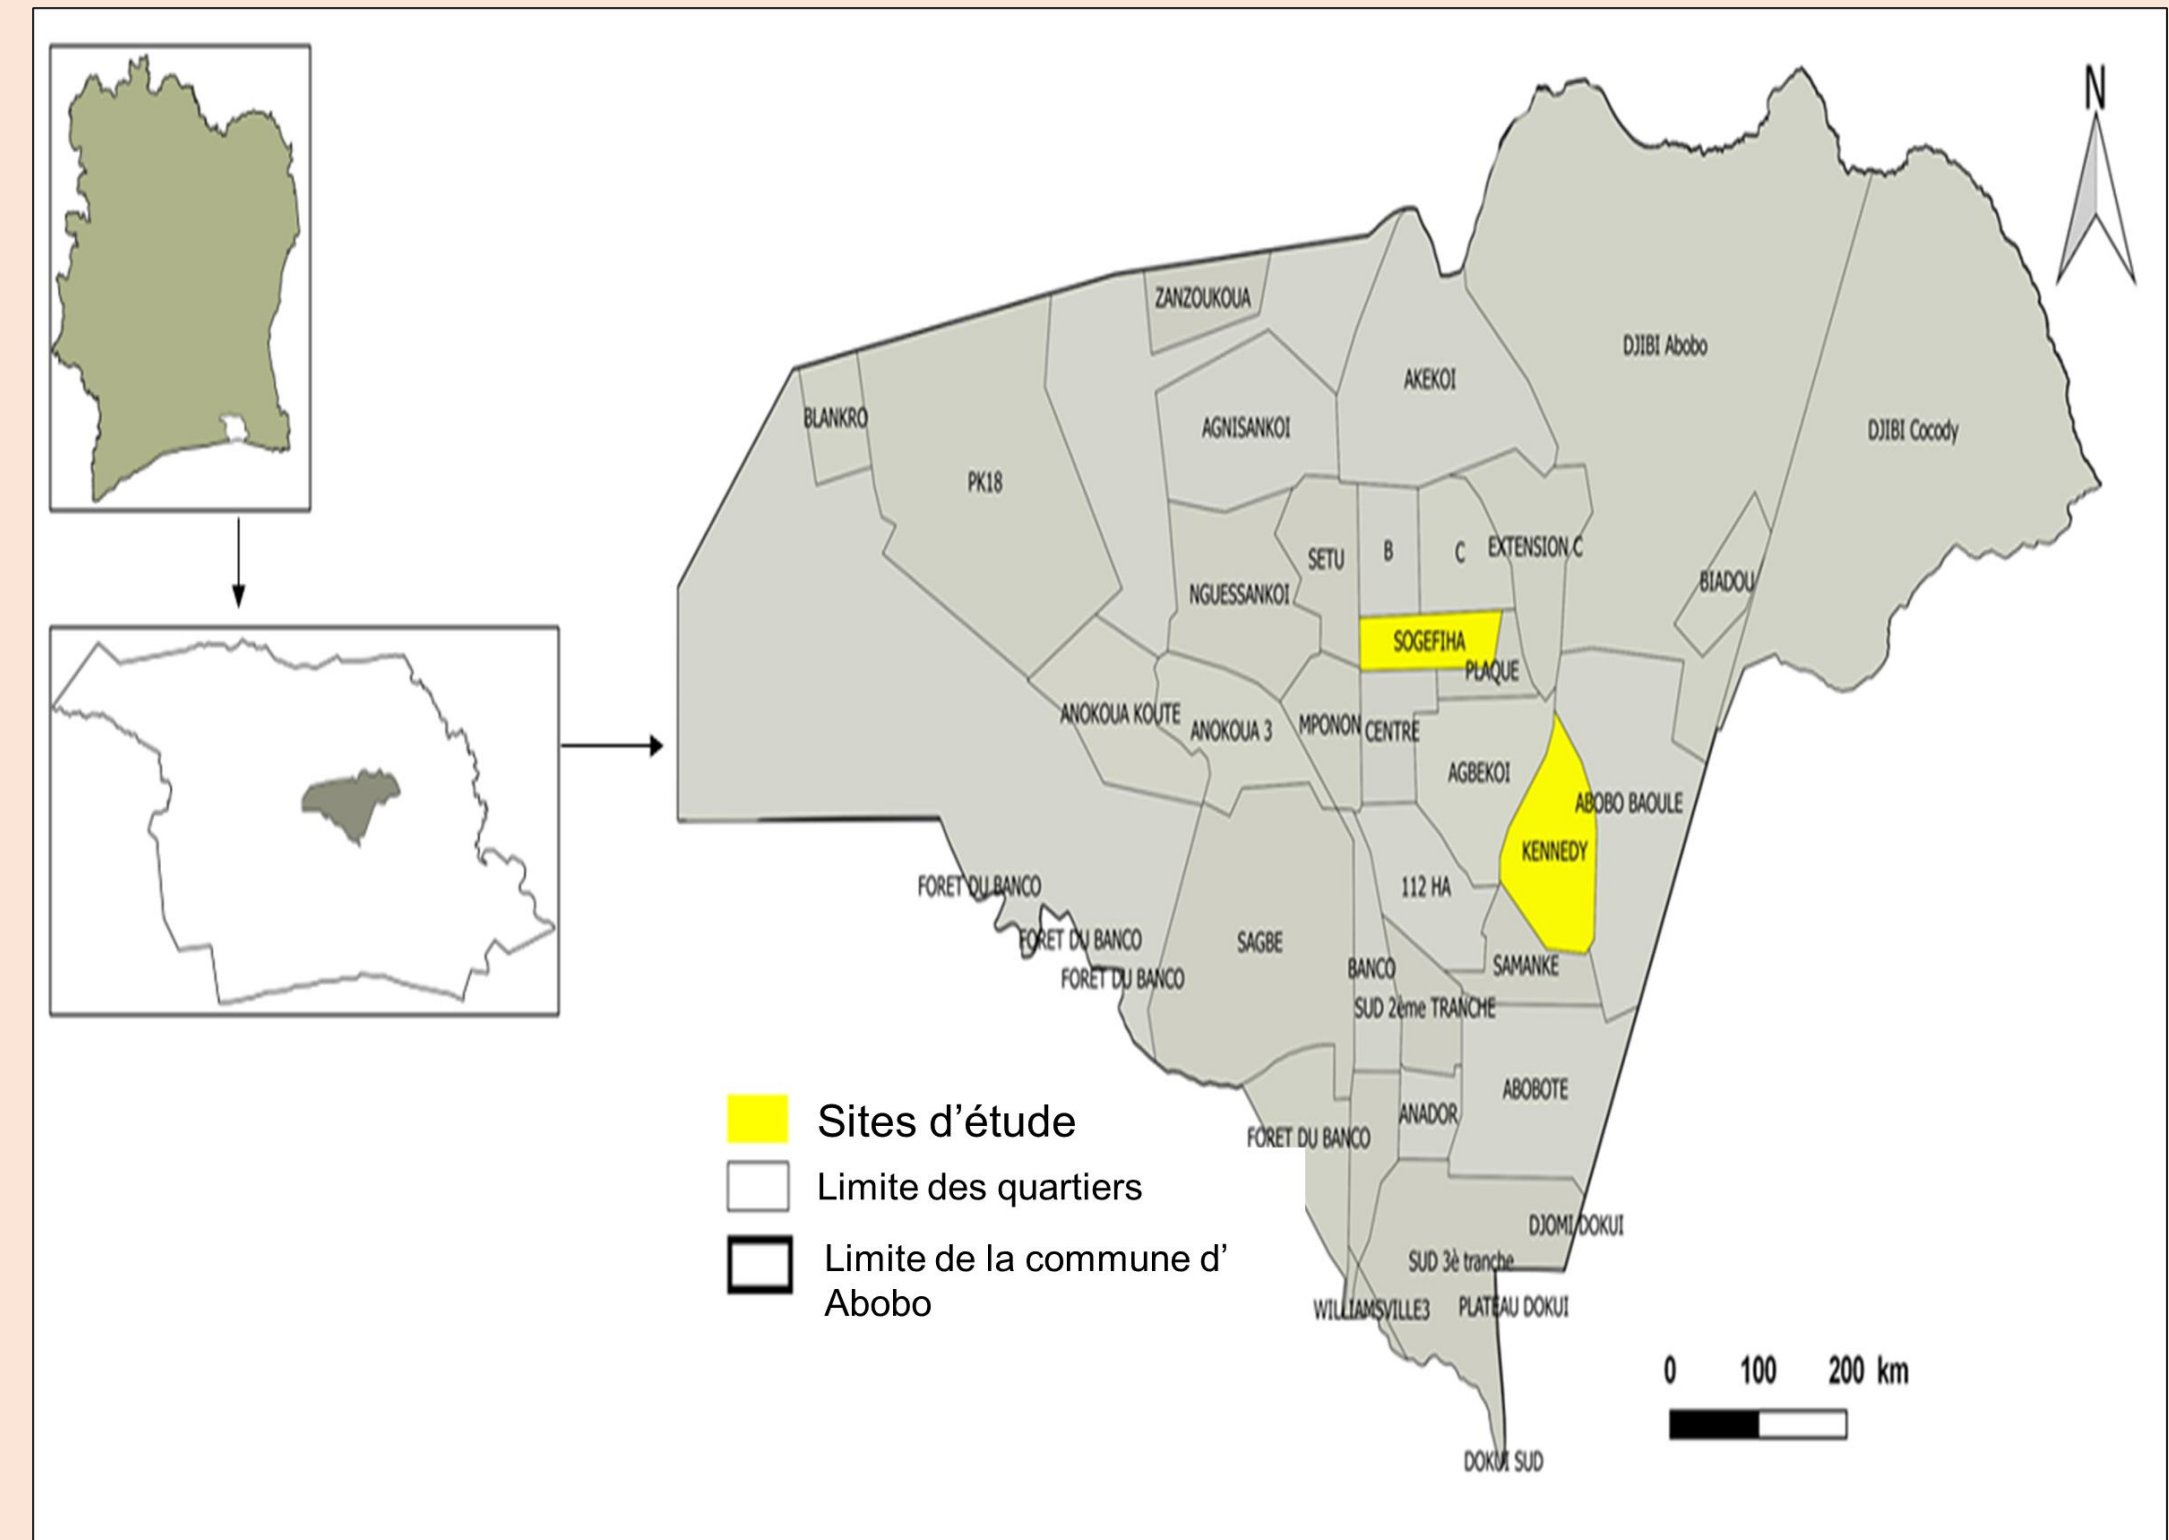 N
ZANZOUKOUA
DJIBI Abobo
AKEKOI
BLANKRO
AGNISANKOI
DJIBI Cocody
PK18
SETU
B
C
EXTENSION C
NGUESSANKOI
BIADOU
SOGEFIHA
PLAQUE
ANOKOUA KOUTE
ANOKOUA 3
MPONON
CENTRE
AGBEKOI
ABOBO BAOULE
KENNEDY
112 HA
FORET DU BANCO
FORET DU BANCO
FORET DU BANCO
SAGBE
BANCO
SAMANKE
SUD 2ème TRANCHE
ABOBOTE
ANADOR
FORET DU BANCO
DJOMI DOKUI
SUD 3è tranche
WILLIAMSVILLE3
PLATEAU DOKUI
DOKUI SUD
Sites d’étude
Limite des quartiers
Limite de la commune d’
Abobo
0 100 200 km